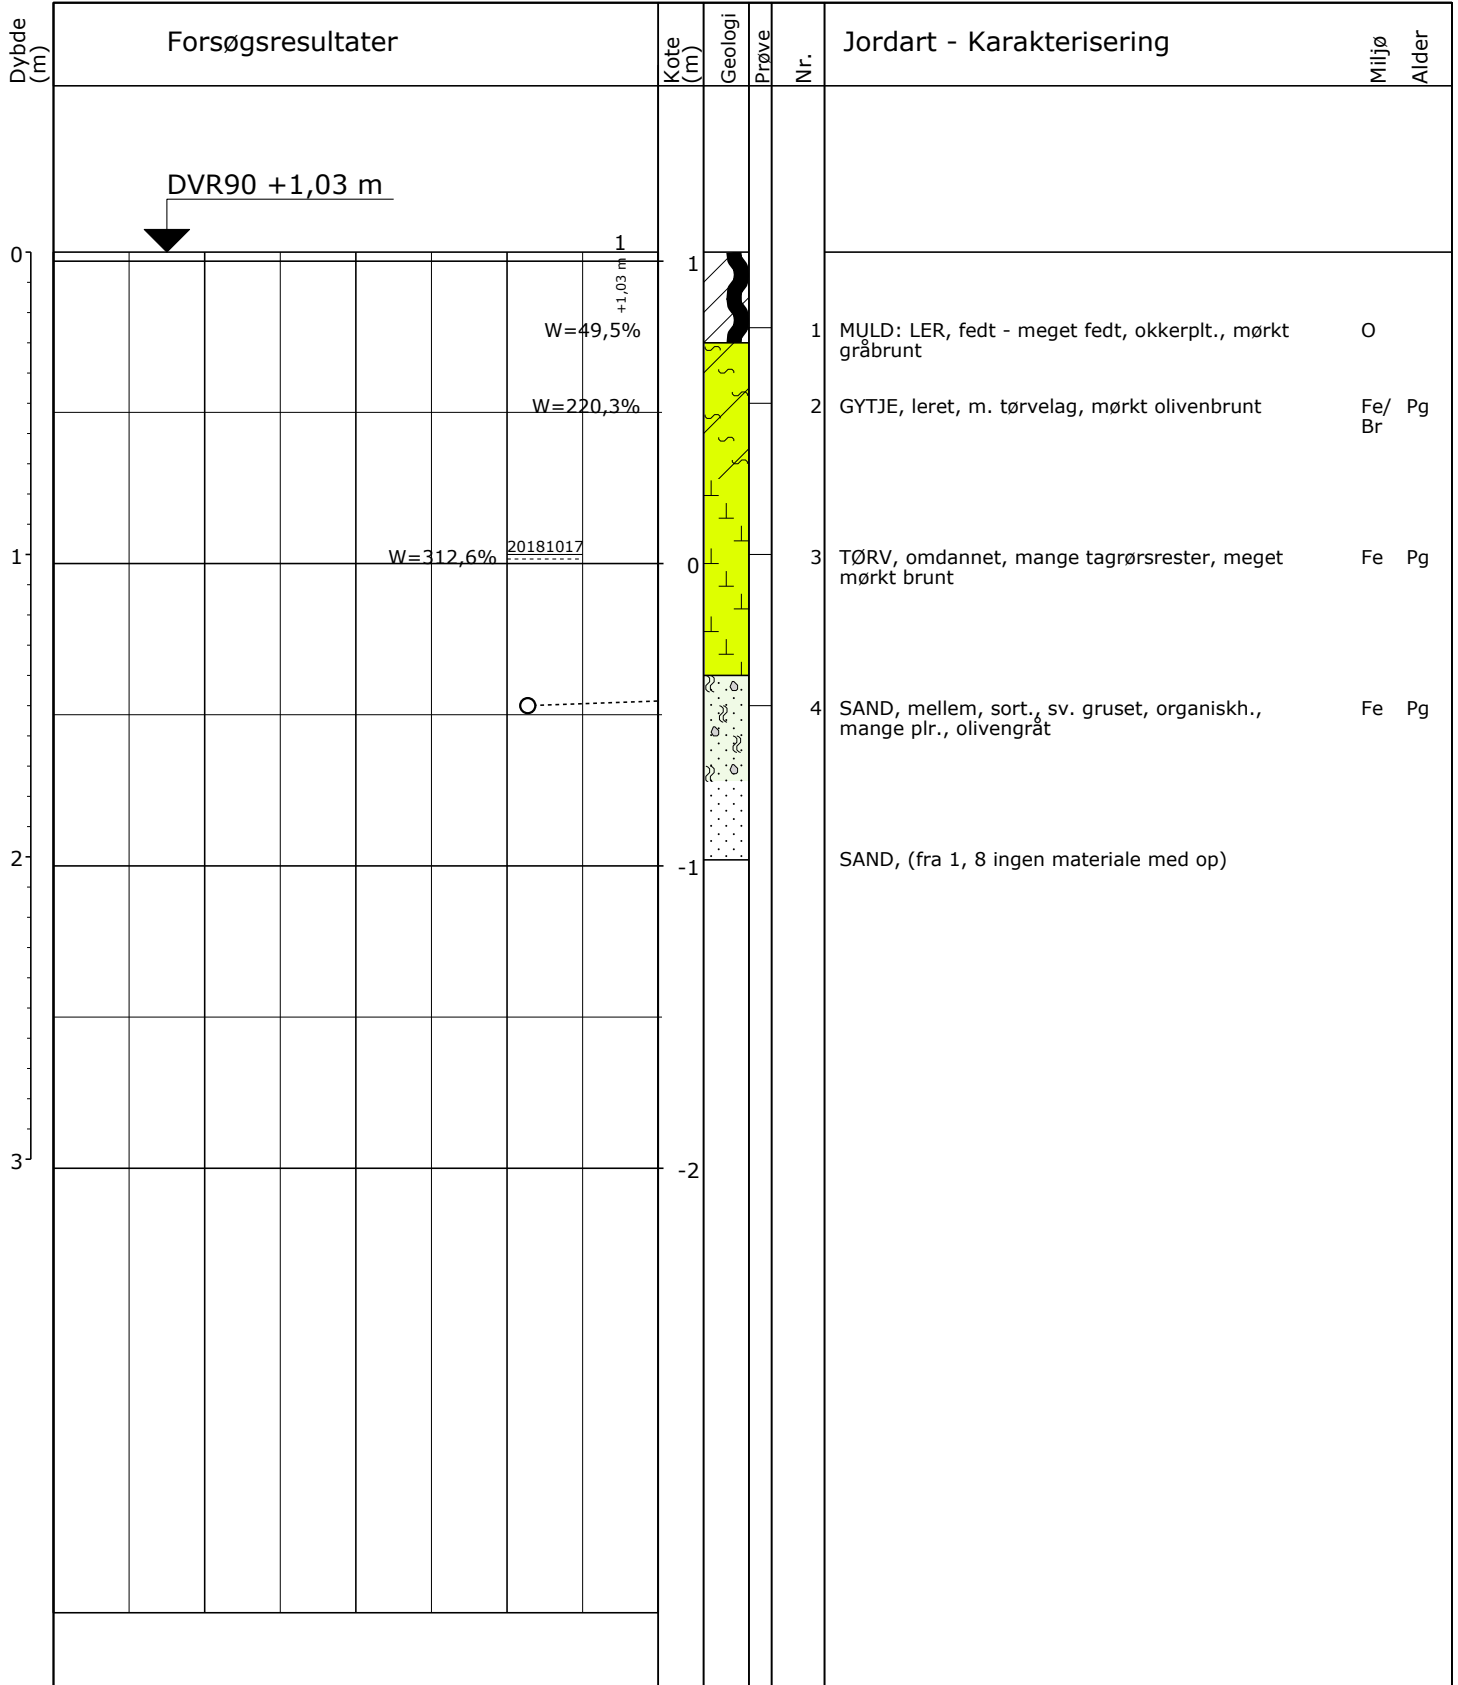 Dybde
(m)
Forsøgsresultater
Kote
(m)
Geologi
Prøve
Nr.
Jordart - Karakterisering
Miljø
Alder
DVR90 +1,03 m
0
1
+1,03 m
1
W=49,5%
1
MULD: LER, fedt - meget fedt, okkerplt., mørkt
gråbrunt
O
W=220,3%
2
GYTJE, leret, m. tørvelag, mørkt olivenbrunt
Fe/
Br
Pg
1
W=312,6%
20181017
0
3
TØRV, omdannet, mange tagrørsrester, meget
mørkt brunt
Fe
Pg
4
SAND, mellem, sort., sv. gruset, organiskh.,
mange plr., olivengråt
Fe
Pg
2
-1
SAND, (fra 1, 8 ingen materiale med op)
3
-2